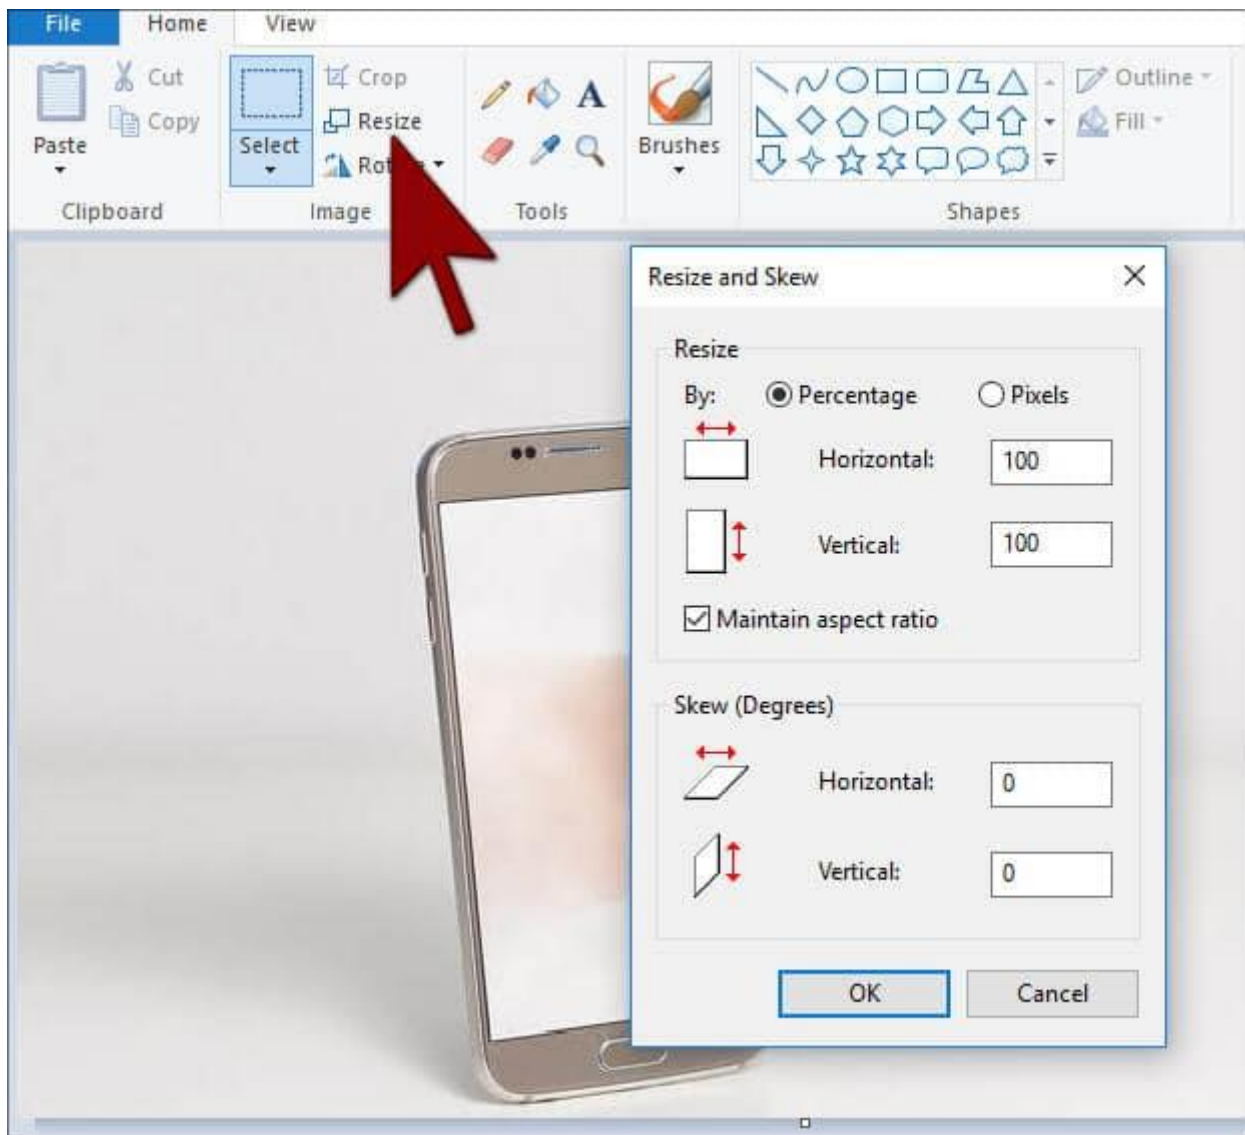 File Home View
Paste
Cut
Copy
Clipboard
Select
Crop
Resize
Image
Tools
A
Brushes
Outline
Fill
Shapes
Resize and Skew
Resize
By: Percentage Pixels
Horizontal: 100
Vertical: 100
Maintain aspect ratio
Skew (Degrees)
Horizontal: 0
Vertical: 0
OK Cancel